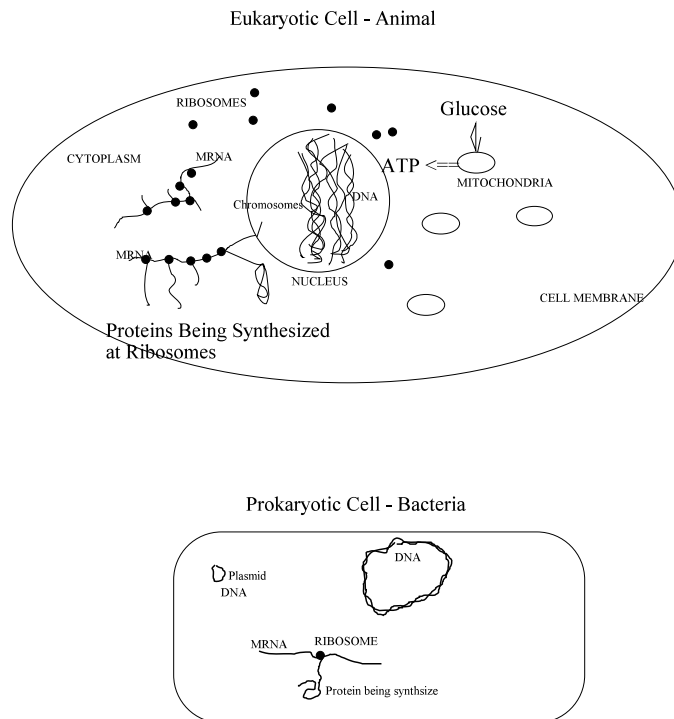 Eukaryotic Cell - Animal
RIBOSOMES
Glucose
CYTOPLASM
MRNA
ATP
MITOCHONDRIA
Chromosomes
DNA
MRNA
NUCLEUS
CELL MEMBRANE
Proteins Being Synthesized
at Ribosomes
Prokaryotic Cell - Bacteria
DNA
Plasmid
DNA
MRNA
RIBOSOME
Protein being synthsize